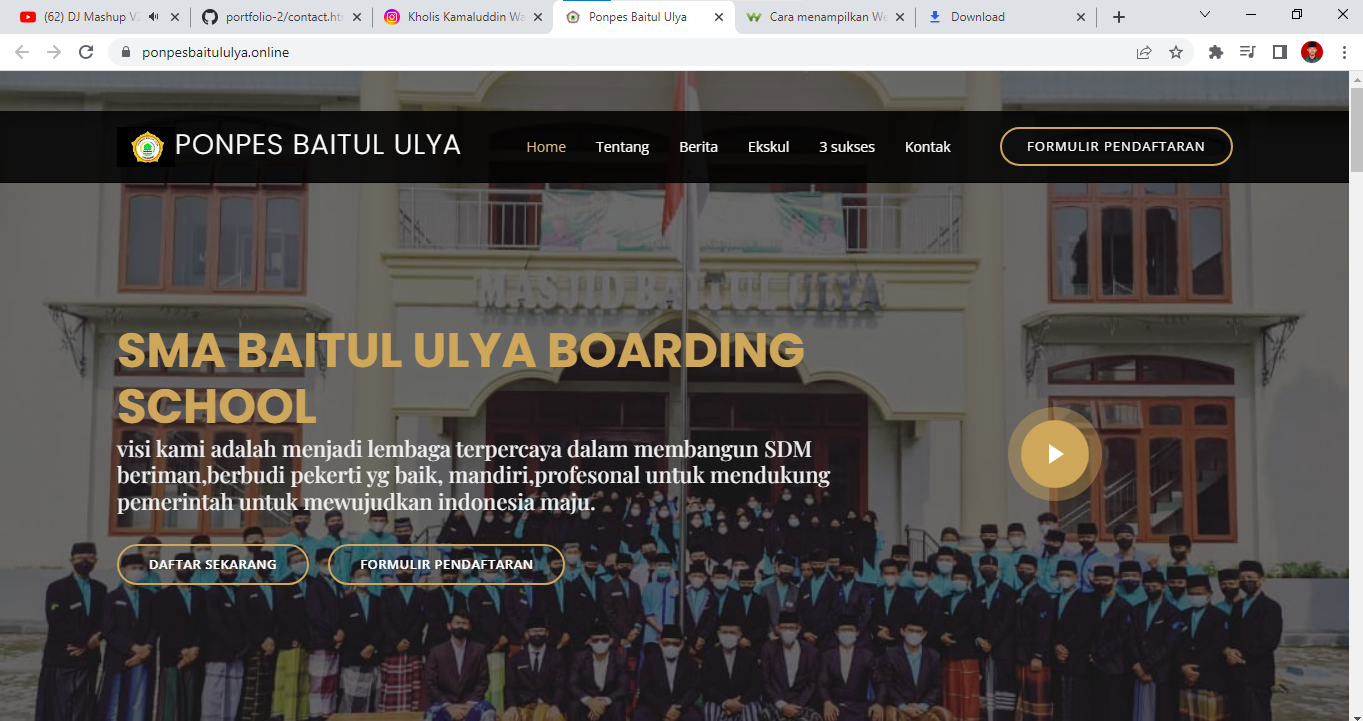 (62) DJ Mashup V
portfolio-2/contact.ht
Kholis Kamaluddin Wa
Ponpes Baitul Ulya
Cara menampilkan We
Download
ponpesbaitululya.online
PONPES BAITUL ULYA
Home
Tentang
Berita
Ekskul
3 sukses
Kontak
FORMULIR PENDAFTARAN
MASJID BAITUL ULYA
SMA BAITUL ULYA BOARDING
SCHOOL
visi kami adalah menjadi lembaga terpercaya dalam membangun SDM
beriman,berbudi pekerti yg baik, mandiri,profesonal untuk mendukung
pemerintah untuk mewujudkan indonesia maju.
DAFTAR SEKARANG
FORMULIR PENDAFTARAN